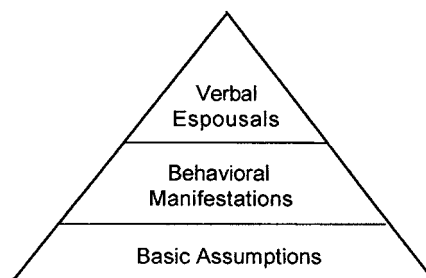 Verbal
Espousals
Behavioral
Manifestations
Basic Assumptions